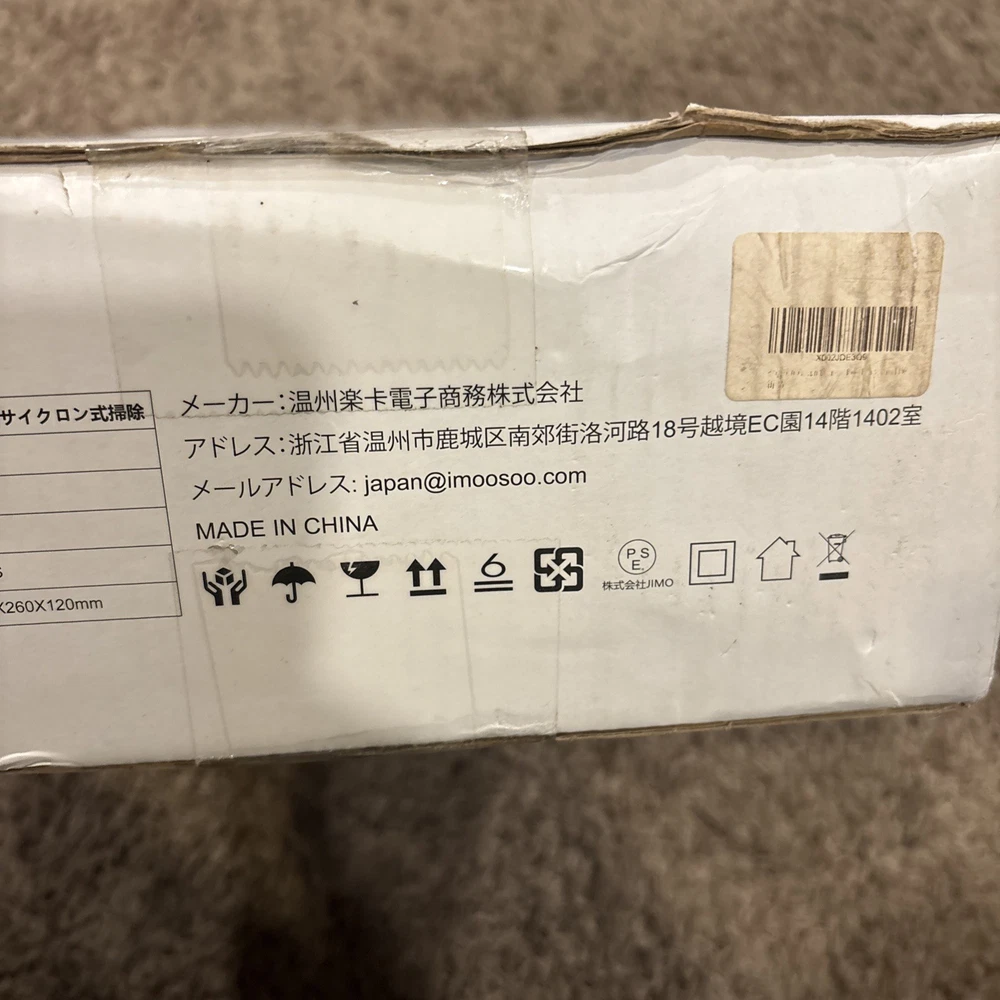 サイクロン式掃除
X260X120mm
メーカー:温州楽卡電子商務株式会社
アドレス:浙江省温州市鹿城区南郊街洛河路18号越境EC園14階1402室
メールアドレス: japan@imoosoo.com
MADE IN CHINA
6
PSE
株式会社JIMO